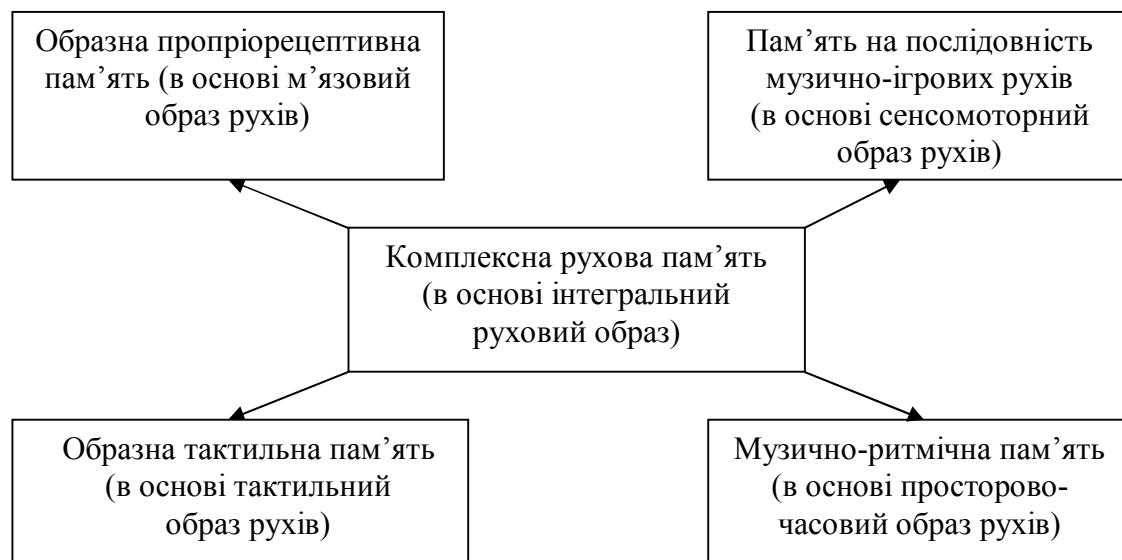 Образна пропріорецептивна
пам’ять (в основі м’язовий
образ рухів)
Пам’ять на послідовність
музично-ігрових рухів
(в основі сенсомоторний
образ рухів)
Комплексна рухова пам’ять
(в основі інтегральний
руховий образ)
Образна тактильна пам’ять
(в основі тактильний
образ рухів)
Музично-ритмічна пам’ять
(в основі просторово-
часовий образ рухів)